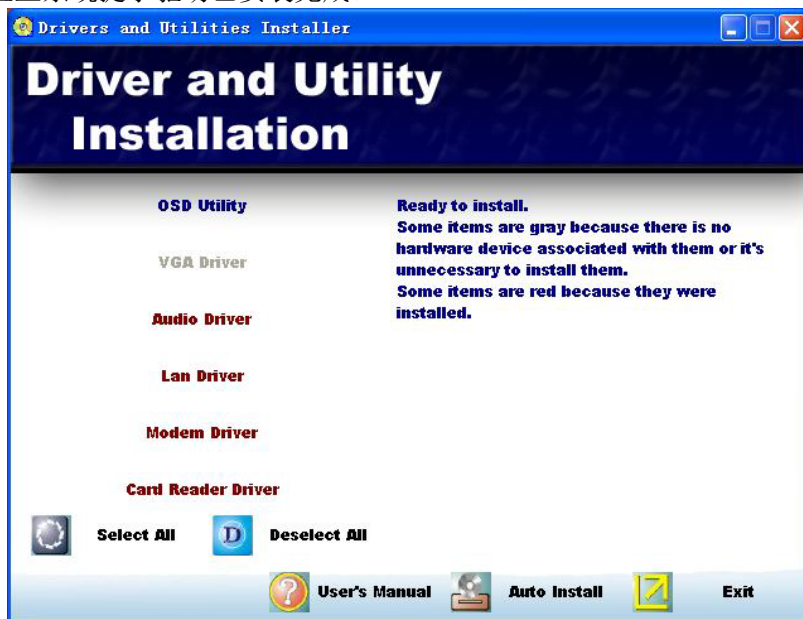 Drivers and Utilities Installer
Driver and Utility
Installation
OSD Utility
VGA Driver
Audio Driver
Lan Driver
Modem Driver
Card Reader Driver
Ready to install.
Some items are gray because there is no
hardware device associated with them or it's
unnecessary to install them.
Some items are red because they were
installed.
Select All
D
Deselect All
?
User's Manual
Auto Install
Exit